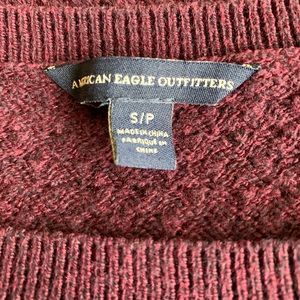 AMERICAN EAGLE OUTFITTERS
S/P
MADE IN CHINA
FABRIQUÉ EN
CHINE